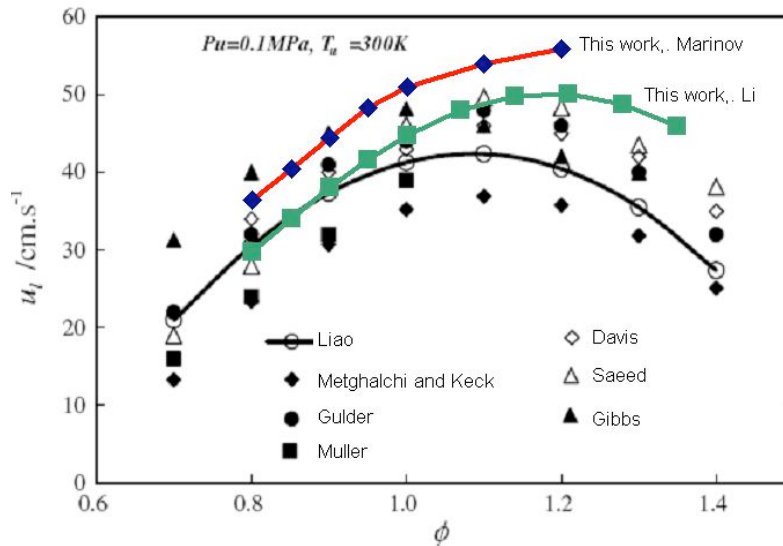 60
Pu=0.1MPa, Tu =300K
This work,. Marinov
50
This work,. Li
40
30
20
10
0
uₗ /cm.s⁻¹
Liao
Metghalchi and Keck
Gulder
Muller
Davis
Saeed
Gibbs
0.6 0.8 1.0 1.2 1.4
ϕ